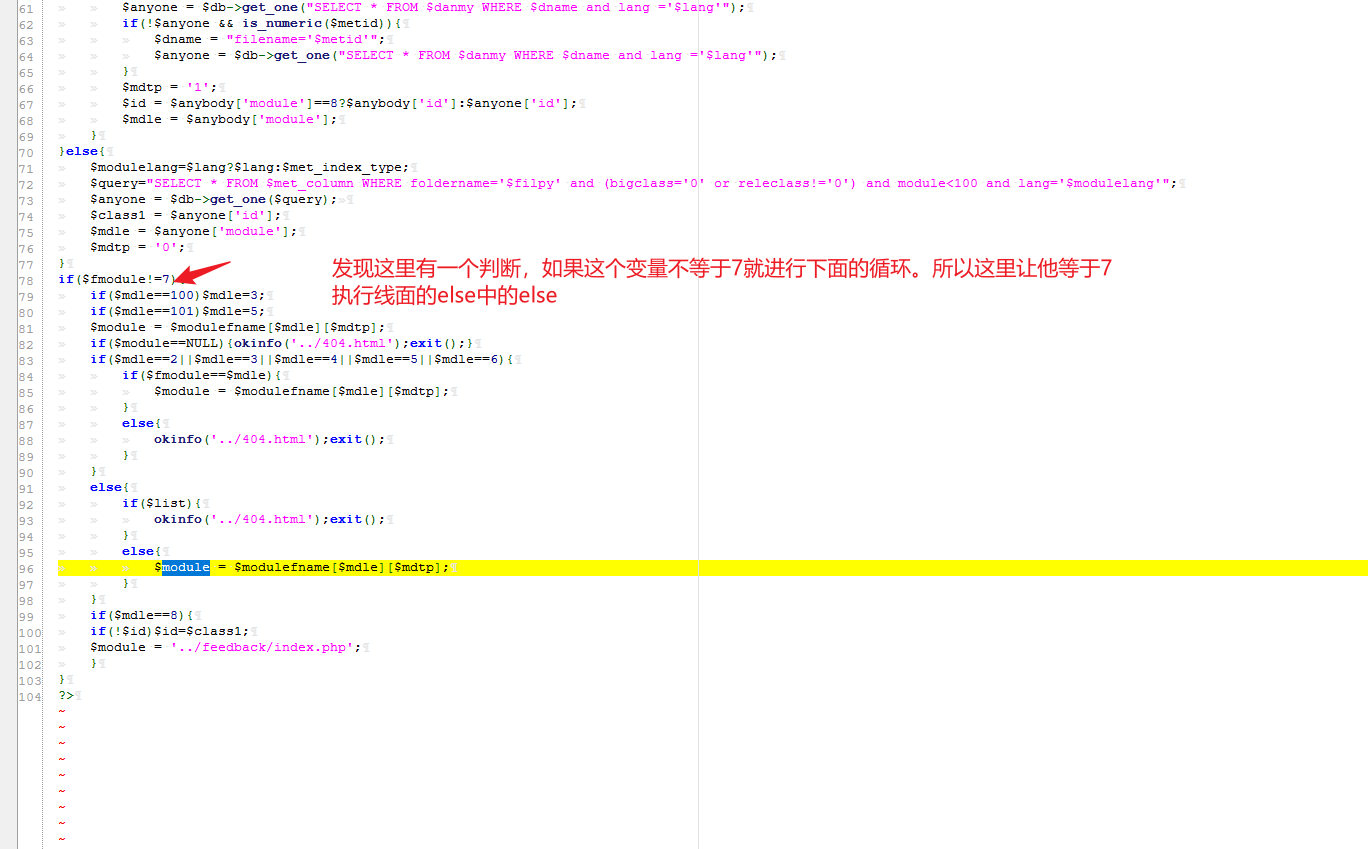 61 $anyone = $db->get_one("SELECT * FROM $danmy WHERE $dname and lang ='$lang'");
62 if(!$anyone && is_numeric($metid)){
63 $dname = "filename='$metid'";
64 $anyone = $db->get_one("SELECT * FROM $danmy WHERE $dname and lang ='$lang'");
65 }
66 $mdtp = '1';
67 $id = $anybody['module']==8?$anybody['id']:$anyone['id'];
68 $mdle = $anybody['module'];
69 }
70 }else{
71 $modulelang=$lang?$lang:$met_index_type;
72 $query="SELECT * FROM $met_column WHERE foldername='$filpy' and (bigclass='0' or releclass!='0') and module<100 and lang='$modulelang'";
73 $anyone = $db->get_one($query);
74 $class1 = $anyone['id'];
75 $mdle = $anyone['module'];
76 $mdtp = '0';
77 }
78 if($fmodule!=7)
发现这里有一个判断，如果这个变量不等于7就进行下面的循环。所以这里让他等于7
执行线面的else中的else
79 if($mdle==100)$mdle=3;
80 if($mdle==101)$mdle=5;
81 $module = $modulefname[$mdle][$mdtp];
82 if($module==NULL){okinfo('../404.html');exit();}
83 if($mdle==2||$mdle==3||$mdle==4||$mdle==5||$mdle==6){
84 if($fmodule==$mdle){
85 $module = $modulefname[$mdle][$mdtp];
86 }
87 else{
88 okinfo('../404.html');exit();
89 }
90 }
91 else{
92 if($list){
93 okinfo('../404.html');exit();
94 }
95 else{
96 $module = $modulefname[$mdle][$mdtp];
97 }
98 }
99 if($mdle==8){
100 if(!$id)$id=$class1;
101 $module = '../feedback/index.php';
102 }
103 }
104 ?>
~
~
~
~
~
~
~
~
~